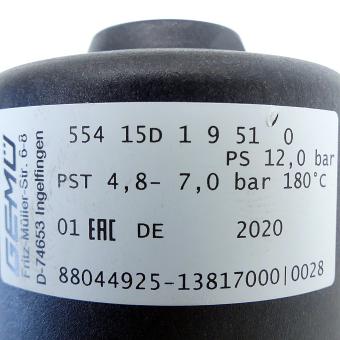 GEMÜ
Fritz-Müller-Str. 6-8
D-74653 Ingelfingen
554 15D 1 9 51 0
PS 12,0 bar
PST 4,8- 7,0 bar 180°C
01 EAC DE 2020
88044925-13817000|0028